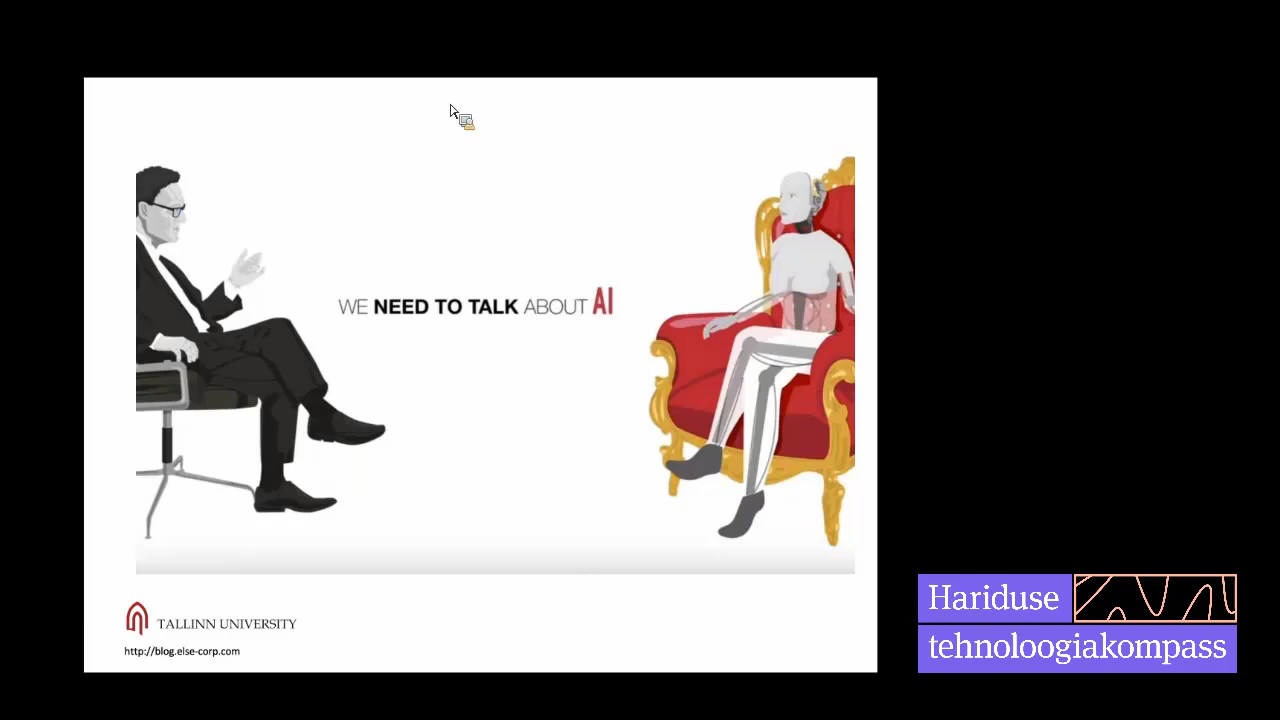 WE NEED TO TALK ABOUT AI
TALLINN UNIVERSITY
http://blog.else-corp.com
Hariduse
tehnoloogiakompass